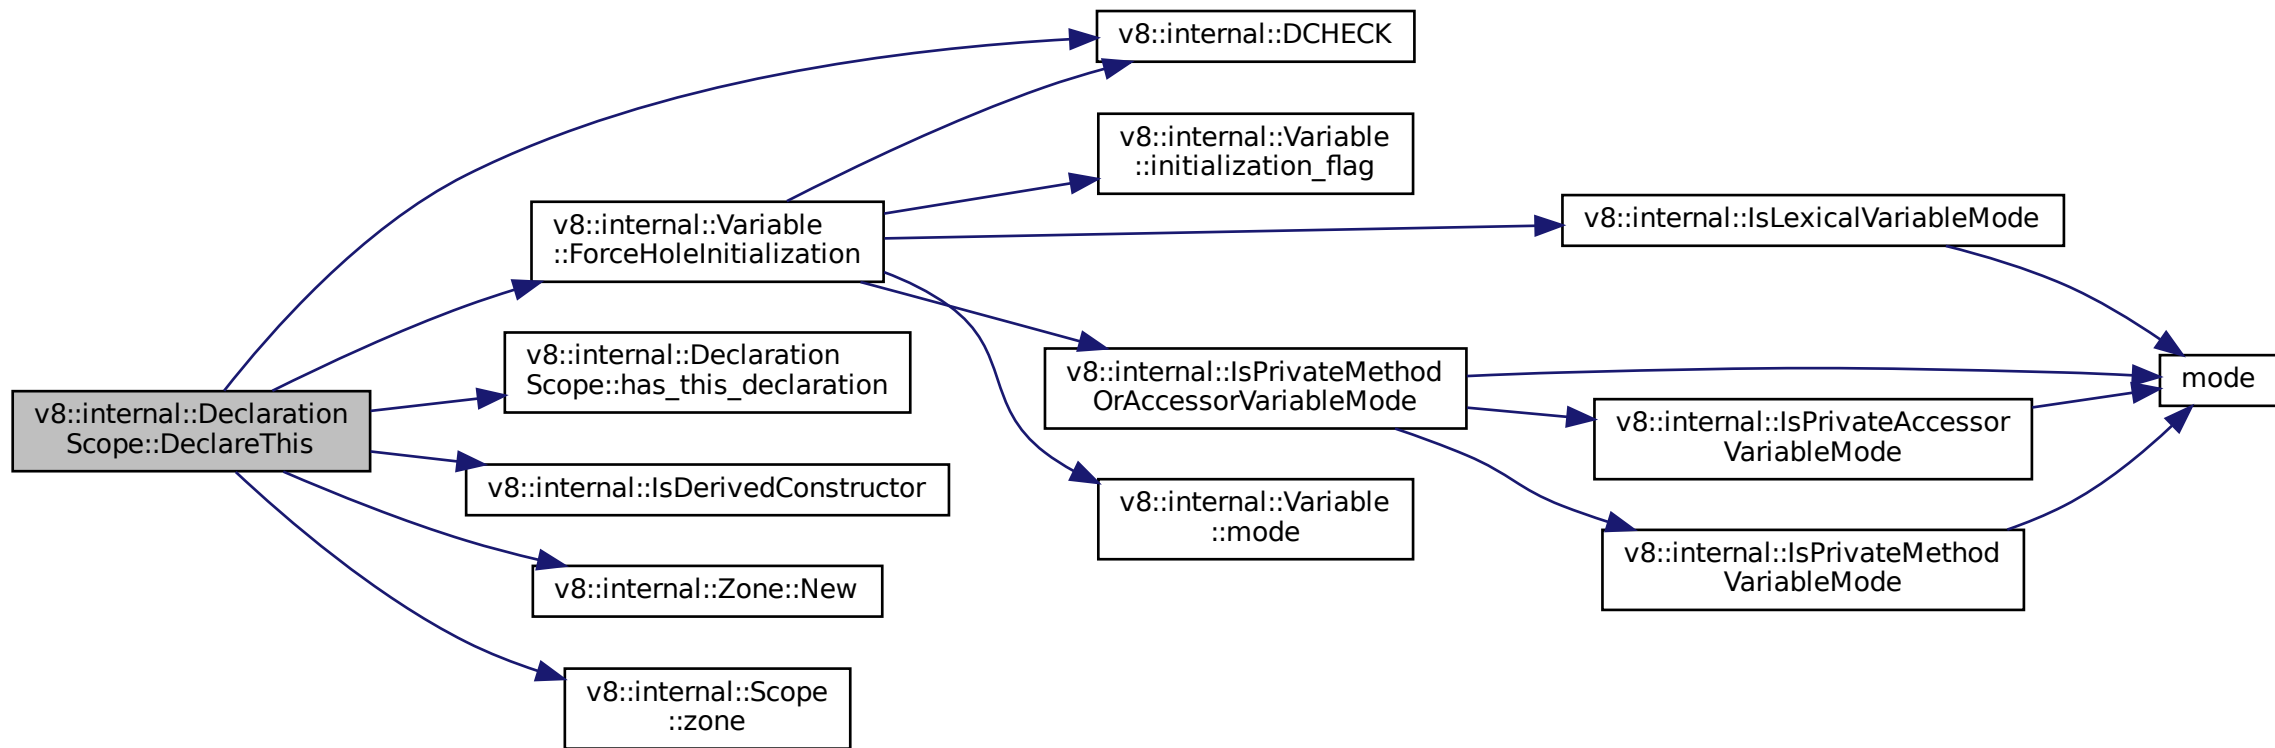 v8::internal::Declaration
Scope::DeclareThis
v8::internal::DCHECK
v8::internal::Variable
::ForceHoleInitialization
v8::internal::Variable
::initialization_flag
v8::internal::IsLexicalVariableMode
mode
v8::internal::IsPrivateMethod
OrAccessorVariableMode
v8::internal::IsPrivateAccessor
VariableMode
v8::internal::IsPrivateMethod
VariableMode
v8::internal::Variable
::mode
v8::internal::Declaration
Scope::has_this_declaration
v8::internal::IsDerivedConstructor
v8::internal::Zone::New
v8::internal::Scope
::zone